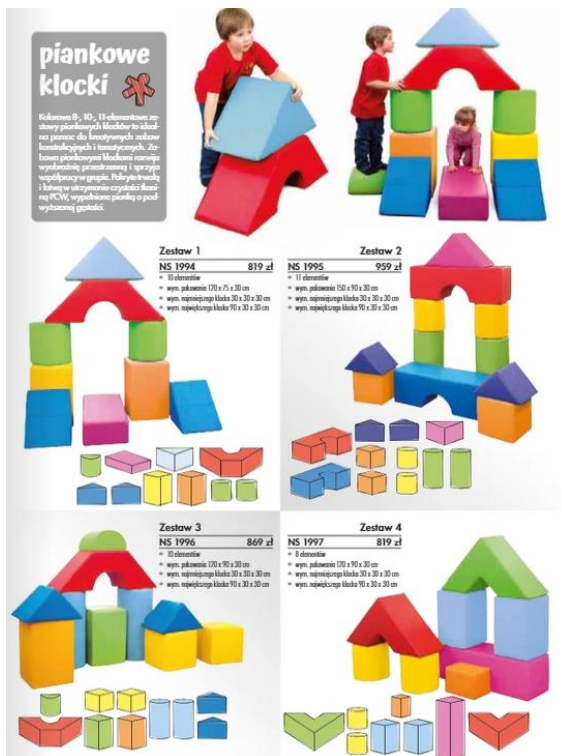 piankowe
klocki
Kolorowe 8-, 10-, 11-elementowe ze-
stawy piankowych klocków to ideal-
na pomoc do kreatywnych zabaw
konstrukcyjnych i tematycznych. Za-
bawa piankowymi klockami rozwija
wyobraźnię przestrzenną i sprzyja
współpracy w grupie. Pokryte trwałą
i łatwą w utrzymaniu czystości tkani-
ną PCW, wypełnione pianką o pod-
wyższonej gęstości.
Zestaw 1
NS 1994 819 zł
10 elementów
wym. pakowania 120 x 75 x 30 cm
wym. najmniejszego klocka 30 x 30 x 30 cm
wym. największego klocka 90 x 30 x 30 cm
Zestaw 2
NS 1995 959 zł
11 elementów
wym. pakowania 150 x 90 x 30 cm
wym. najmniejszego klocka 30 x 30 x 30 cm
wym. największego klocka 90 x 30 x 30 cm
Zestaw 3
NS 1996 869 zł
10 elementów
wym. pakowania 120 x 90 x 30 cm
wym. najmniejszego klocka 30 x 30 x 30 cm
wym. największego klocka 90 x 30 x 30 cm
Zestaw 4
NS 1997 819 zł
8 elementów
wym. pakowania 120 x 90 x 30 cm
wym. najmniejszego klocka 30 x 30 x 30 cm
wym. największego klocka 90 x 30 x 30 cm